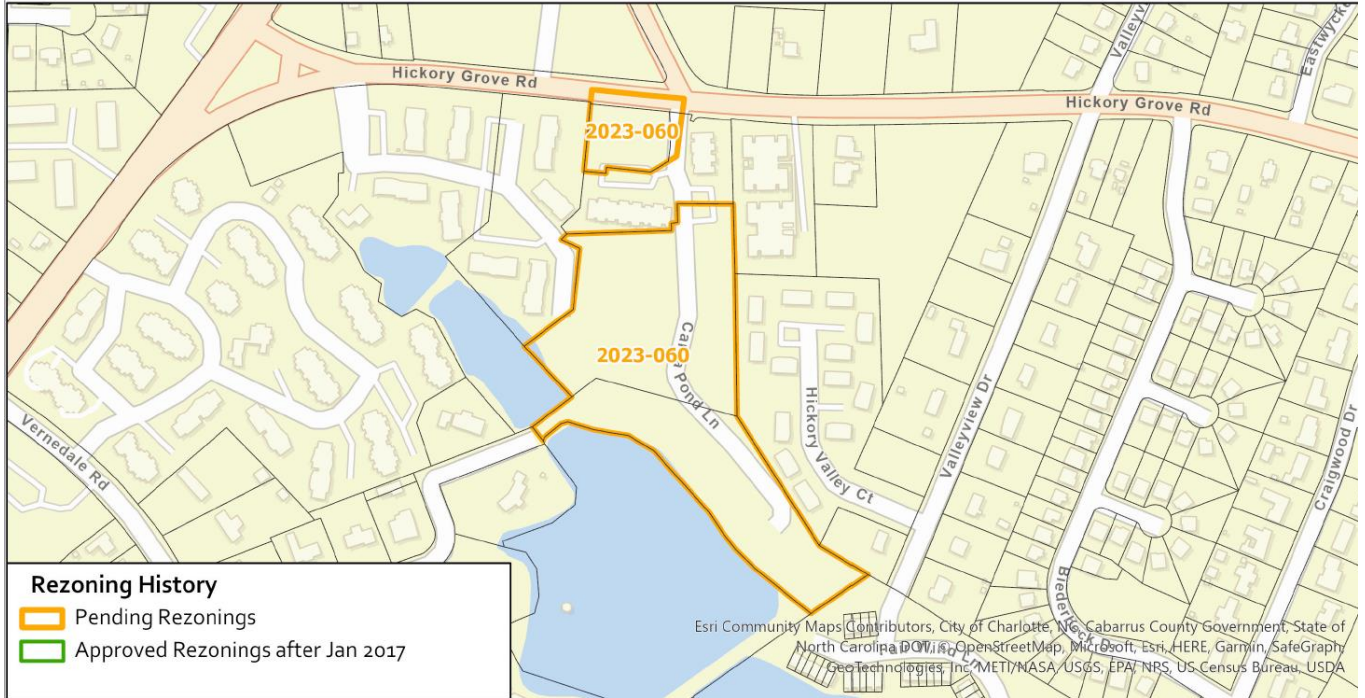 Hickory Grove Rd
Hickory Grove Rd
Valleyvi
Eastwycke
2023-060
2023-060
Pond Ln
Hickory Valley Ct
Valleyview Dr
Craigwood Dr
Vernedale Rd
Rezoning History
Pending Rezonings
Approved Rezonings after Jan 2017
Esri Community Maps Contributors, City of Charlotte, NC, Cabarrus County Government, State of
North Carolina DOT, © OpenStreetMap, Microsoft, Esri, HERE, Garmin, SafeGraph,
GeoTechnologies, Inc, METI/NASA, USGS, EPA, NPS, US Census Bureau, USDA